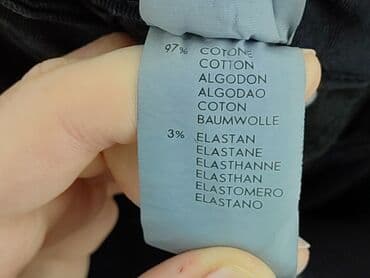 97% COTONE
COTTON
ALGODON
ALGODAO
COTON
BAUMWOLLE
3% ELASTAN
ELASTANE
ELASTHANNE
ELASTHAN
ELASTOMERO
ELASTANO